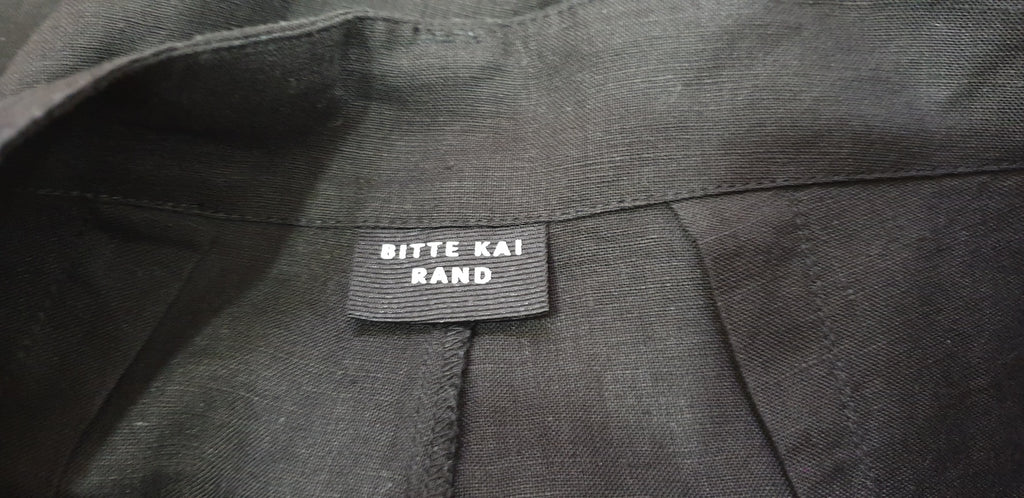 BITTE KAI
RAND